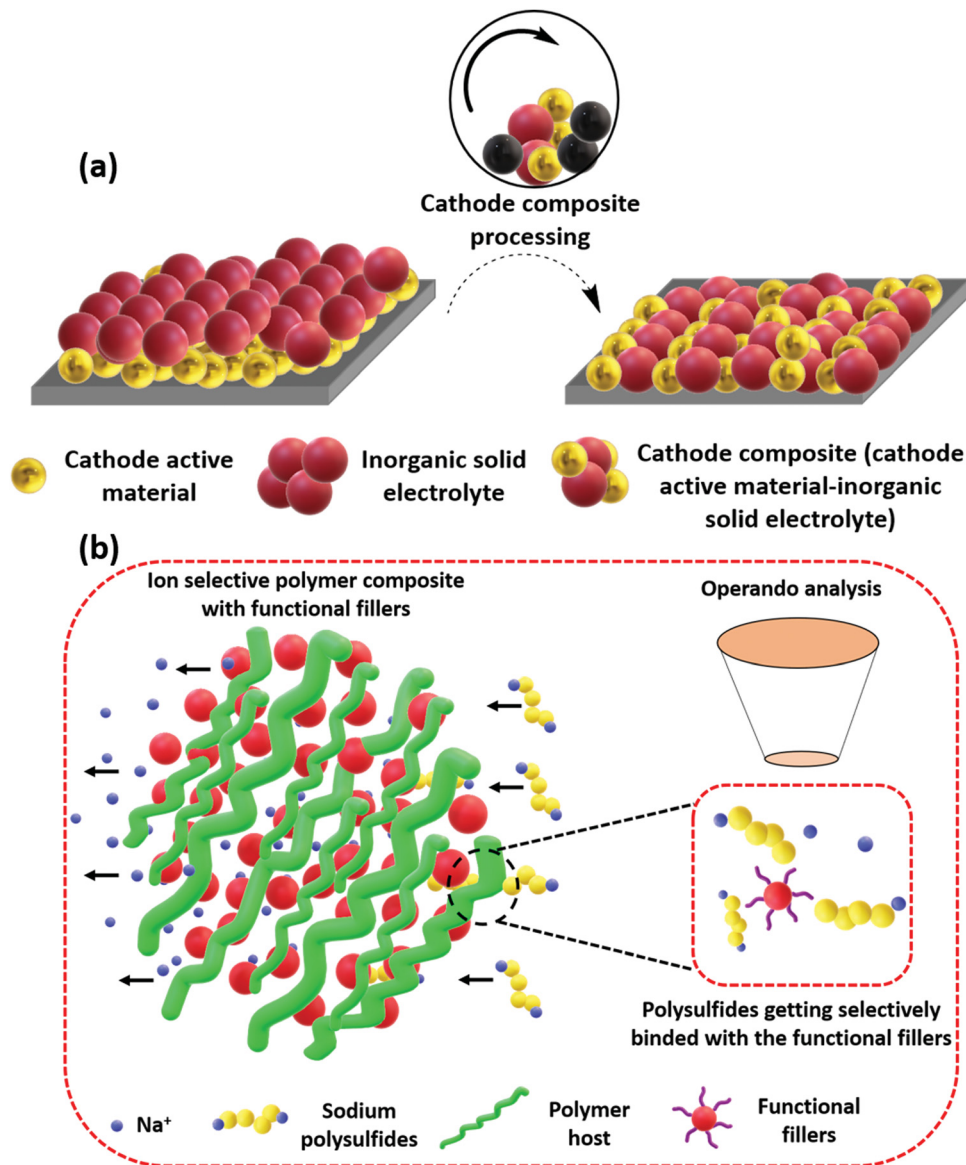 (a)
Cathode composite
processing
Cathode active
material
Inorganic solid
electrolyte
Cathode composite (cathode
active material-inorganic
solid electrolyte)
(b)
Ion selective polymer composite
with functional fillers
Operando analysis
Polysulfides getting selectively
binded with the functional fillers
Na⁺
Sodium
polysulfides
Polymer
host
Functional
fillers